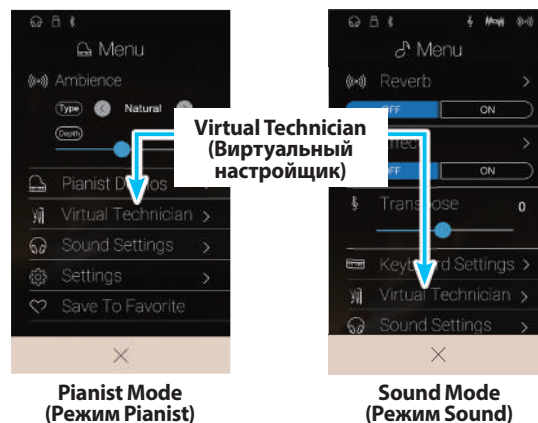 Menu
Ambience
Type
Natural
Depth
Pianist D
Virtual Technician
Sound Settings
Settings
Save To Favorite
Pianist Mode
(Режим Pianist)
Virtual Technician
(Виртуальный
настройщик)
Menu
Reverb
OFF ON
OFF ON
Transpose 0
Keyboard Settings
Virtual Technician
Sound Settings
Sound Mode
(Режим Sound)